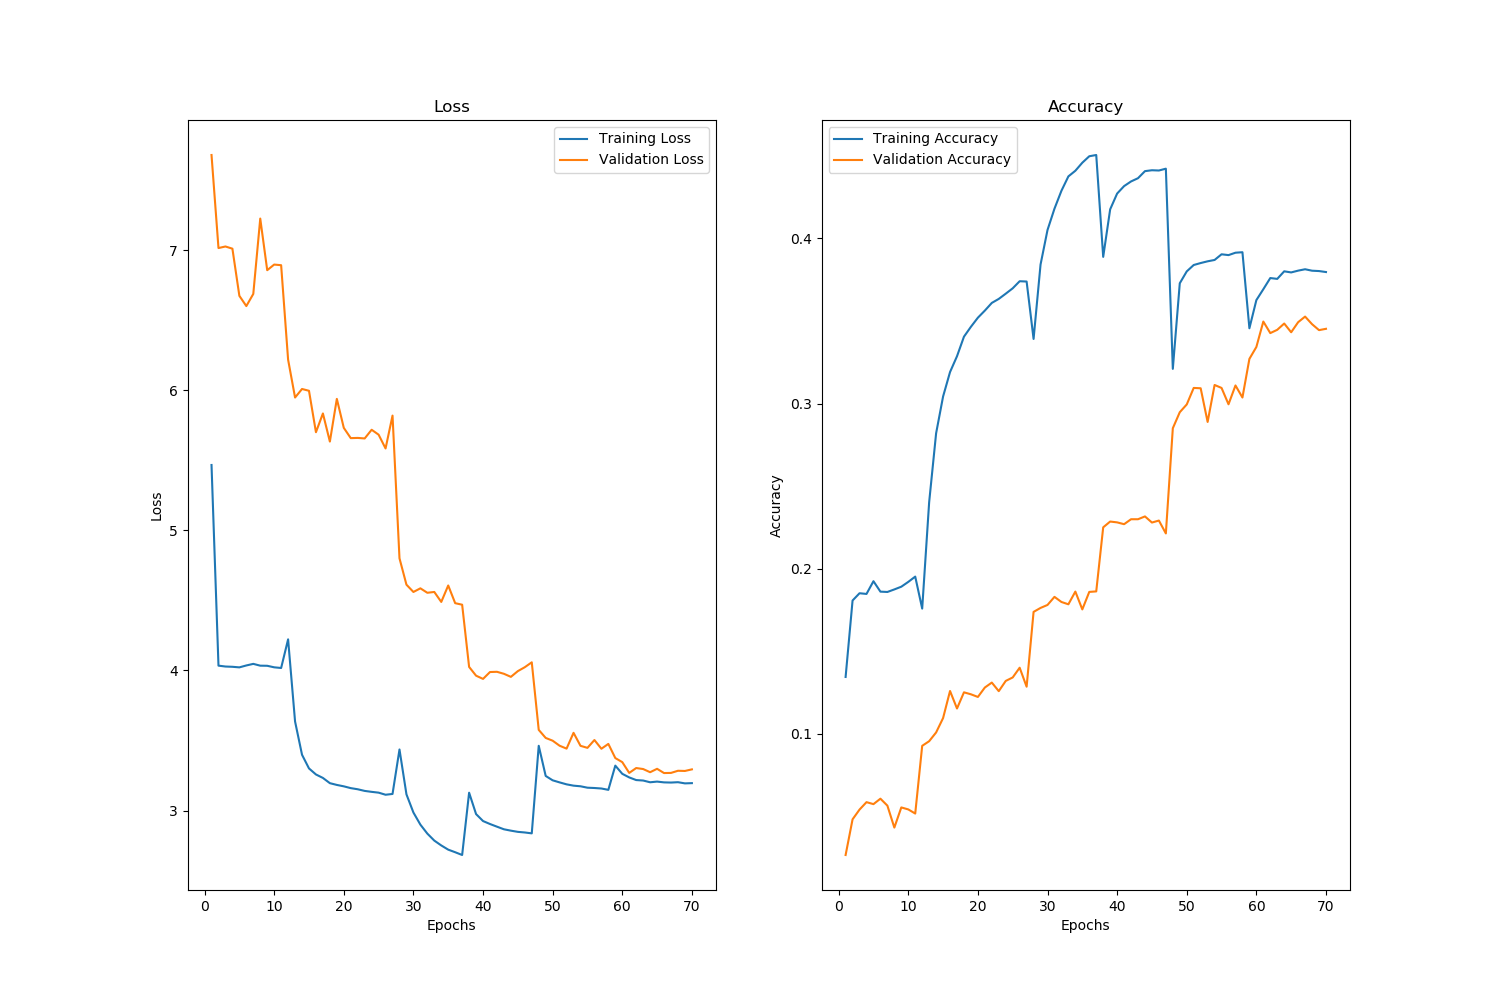 Loss
Training Loss
Validation Loss
7
6
5
4
3
Loss
0 10 20 30 40 50 60 70
Epochs
Accuracy
Training Accuracy
Validation Accuracy
0.4
0.3
0.2
0.1
Accuracy
0 10 20 30 40 50 60 70
Epochs